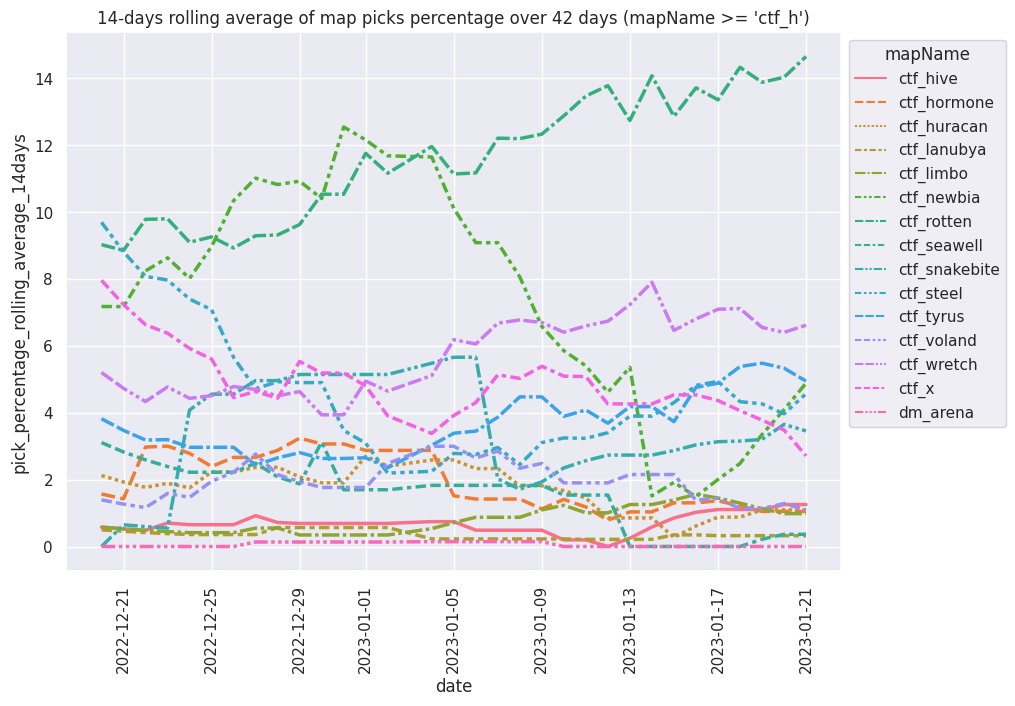 14-days rolling average of map picks percentage over 42 days (mapName >= 'ctf_h')
pick_percentage_rolling_average_14days
14
12
10
8
6
4
2
0
2022-12-21
2022-12-25
2022-12-29
2023-01-01
2023-01-05
2023-01-09
2023-01-13
2023-01-17
2023-01-21
date
mapName
ctf_hive
ctf_hormone
ctf_huracan
ctf_lanubya
ctf_limbo
ctf_newbia
ctf_rotten
ctf_seawell
ctf_snakebite
ctf_steel
ctf_tyrus
ctf_voland
ctf_wretch
ctf_x
dm_arena